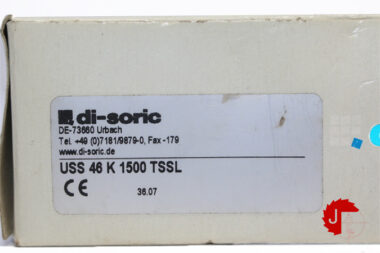 di-soric
DE-73660 Urbach
Tel. +49 (0)7181/9879-0, Fax -179
www.di-soric.de
USS 46 K 1500 TSSL
CE
36.07